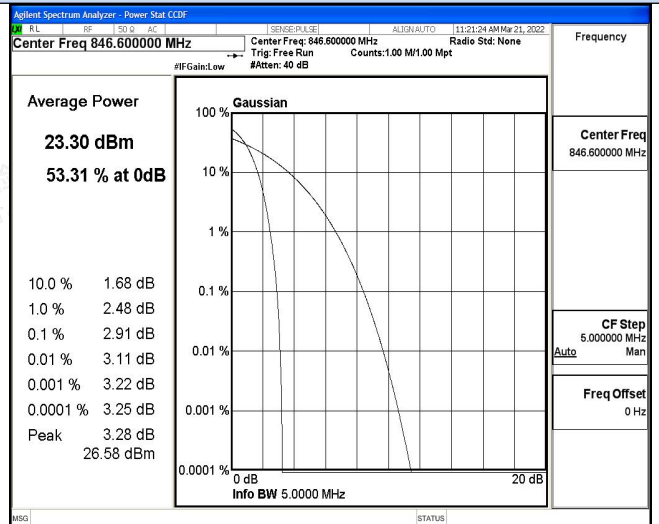 Agilent Spectrum Analyzer - Power Stat CCDF
RL RF 50 Ω AC SENSE:PULSE ALIGN AUTO 11:21:24 AM Mar 21, 2022
Center Freq 846.600000 MHz
Center Freq: 846.600000 MHz Radio Std: None
Trig: Free Run Counts:1.00 M/1.00 Mpt
#IFGain:Low #Atten: 40 dB
Frequency
Average Power
23.30 dBm
53.31 % at 0dB
10.0 % 1.68 dB
1.0 % 2.48 dB
0.1 % 2.91 dB
0.01 % 3.11 dB
0.001 % 3.22 dB
0.0001 % 3.25 dB
Peak 3.28 dB
26.58 dBm
Gaussian
100 %
10 %
1 %
0.1 %
0.01 %
0.001 %
0.0001 %
0 dB 20 dB
Info BW 5.0000 MHz
Center Freq
846.600000 MHz
CF Step
5.000000 MHz
Auto Man
Freq Offset
0 Hz
MSG STATUS